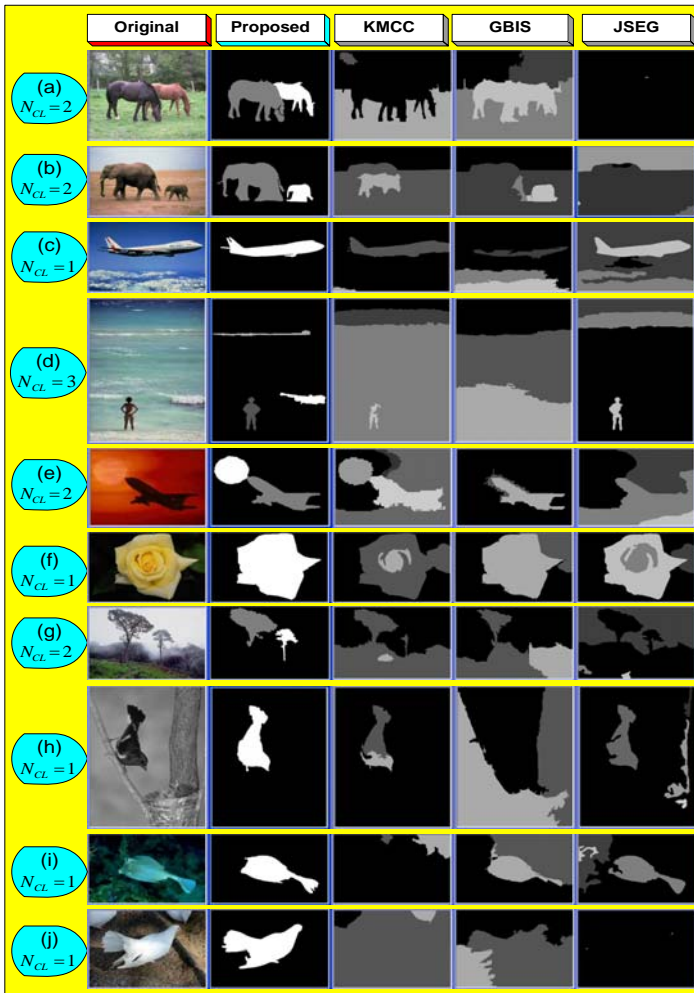 Original Proposed KMCC GBIS JSEG
(a)
N_CL = 2
(b)
N_CL = 2
(c)
N_CL = 1
(d)
N_CL = 3
(e)
N_CL = 2
(f)
N_CL = 1
(g)
N_CL = 2
(h)
N_CL = 1
(i)
N_CL = 1
(j)
N_CL = 1